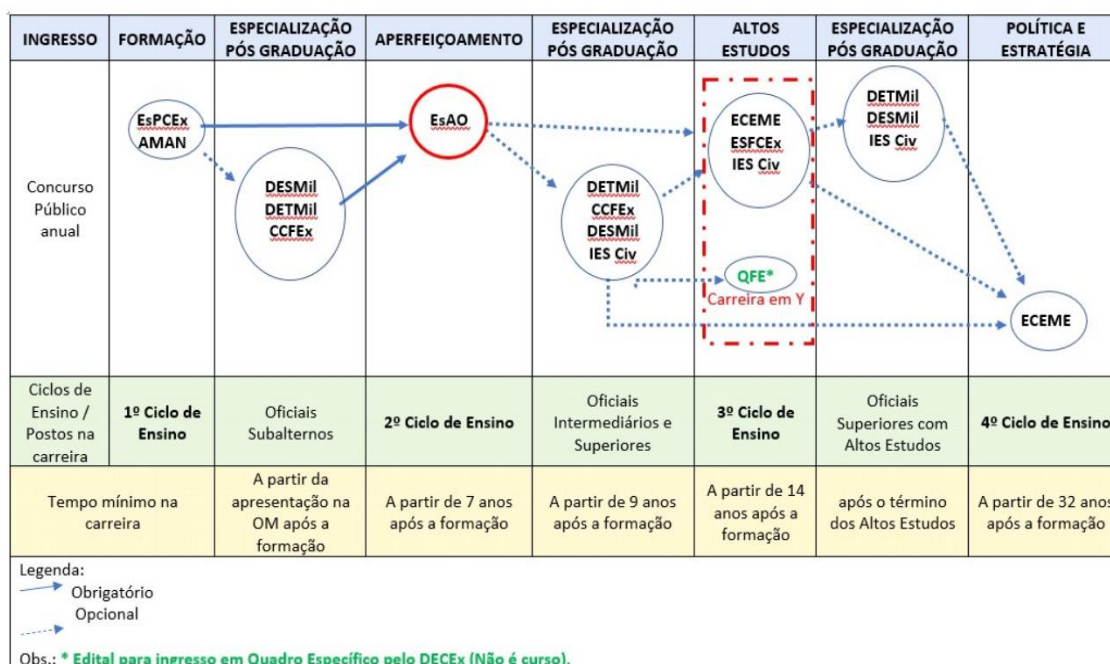 INGRESSO
FORMAÇÃO
ESPECIALIZAÇÃO
PÓS GRADUAÇÃO
APERFEIÇOAMENTO
ESPECIALIZAÇÃO
PÓS GRADUAÇÃO
ALTOS
ESTUDOS
ESPECIALIZAÇÃO
PÓS GRADUAÇÃO
POLÍTICA E
ESTRATÉGIA
Concurso
Público
anual
EsPCEx
AMAN
DESMil
DETMil
CCFEx
EsAO
DETMil
CCFEx
DESMil
IES Civ
ECEME
ESFCEx
IES Civ
QFE*
Carreira em Y
DETMil
DESMil
IES Civ
ECEME
Ciclos de
Ensino /
Postos na
carreira
1º Ciclo de
Ensino
Oficiais
Subalternos
2º Ciclo de Ensino
Oficiais
Intermediários e
Superiores
3º Ciclo de
Ensino
Oficiais
Superiores com
Altos Estudos
4º Ciclo de Ensino
Tempo mínimo na
carreira
A partir da
apresentação na
OM após a
formação
A partir de 7 anos
após a formação
A partir de 9 anos
após a formação
A partir de 14
anos após a
formação
após o término
dos Altos Estudos
A partir de 32 anos
após a formação
Legenda:
Obrigatório
Opcional
Obs.: * Edital para ingresso em Quadro Específico pelo DECEx (Não é curso).